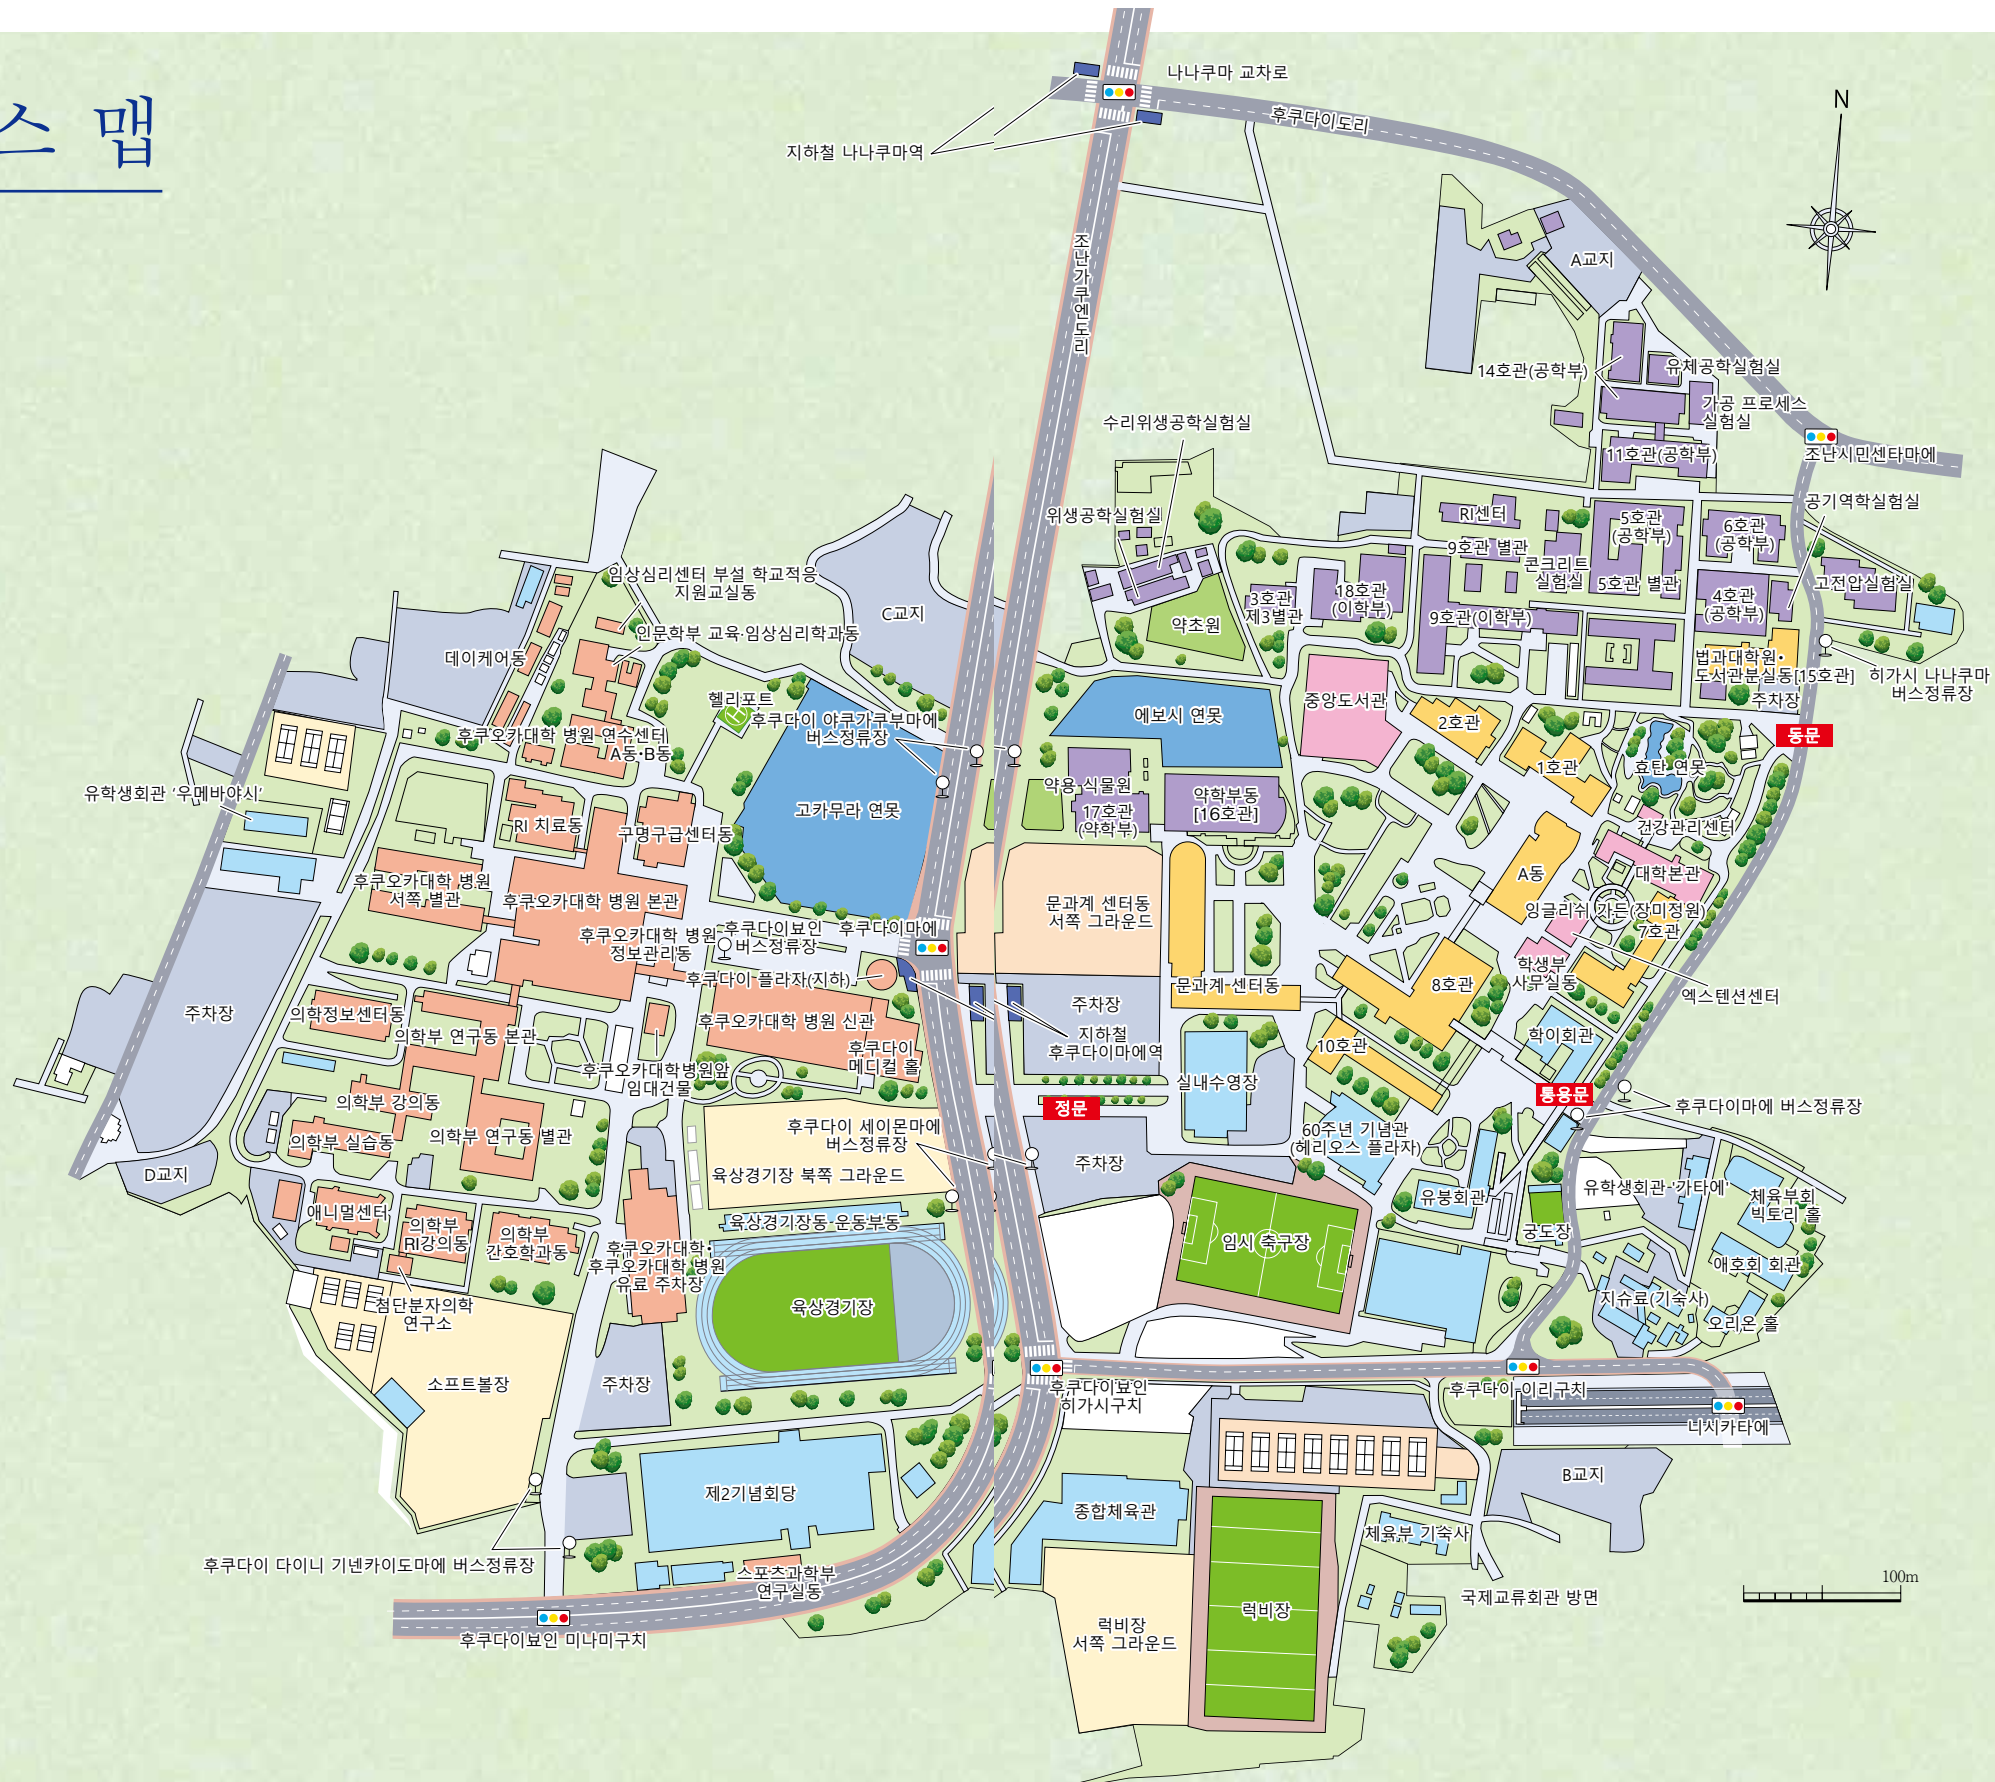 스 맵
나나쿠마 교차로
N
후쿠다이도리
지하철 나나쿠마역
조난가쿠엔도리
A교지
14호관(공학부)
유체공학실험실
가공 프로세스
실험실
수리위생공학실험실
11호관(공학부)
조난시민센타마에
위생공학실험실
RI센터
5호관
(공학부)
6호관
(공학부)
공기역학실험실
9호관 별관
콘크리트
실험실
5호관 별관
고전압실험실
임상심리센터 부설 학교적응
지원교실동
C교지
3호관
제3별관
18호관
(이학부)
9호관(이학부)
4호관
(공학부)
약초원
인문학부 교육·임상심리학과동
데이케어동
법과대학원·
도서관분실동[15호관]
히가시 나나쿠마
버스정류장
주차장
헬리포트
후쿠다이 야쿠가쿠부마에
버스정류장
에보시 연못
중앙도서관
2호관
동문
후쿠오카대학 병원 연수센터
A동·B동
1호관
효탄 연못
유학생회관 ‘우메바야시’
고카무라 연못
약용 식물원
17호관
(약학부)
약학부동
[16호관]
RI 치료동
구명구급센터동
건강관리센터
후쿠오카대학 병원
서쪽 별관
후쿠오카대학 병원 본관
A동
대학본관
문과계 센터동
서쪽 그라운드
잉글리쉬 가든(장미정원)
7호관
후쿠오카대학 병원
정보관리동
후쿠다이뵤인
버스정류장
후쿠다이마에
후쿠다이 플라자(지하)
학생부
사무실동
문과계 센터동
8호관
엑스텐션센터
주차장
의학정보센터동
의학부 연구동 본관
후쿠오카대학 병원 신관
주차장
지하철
후쿠다이마에역
후쿠다이
메디컬 홀
10호관
학이회관
후쿠오카대학병원앞
임대건물
실내수영장
통용문
의학부 강의동
정문
후쿠다이마에 버스정류장
의학부 실습동
의학부 연구동 별관
후쿠다이 세이몬마에
버스정류장
60주년 기념관
(헤리오스 플라자)
D교지
주차장
육상경기장 북쪽 그라운드
유붕회관
유학생회관-'카타에'
체육부회
빅토리 홀
애니멀센터
의학부
RI강의동
의학부
간호학과동
육상경기장동·운동부동
임시 축구장
궁도장
후쿠오카대학·
후쿠오카대학 병원
유료 주차장
애호회 회관
첨단분자의학
연구소
육상경기장
지슈료(기숙사)
오리온 홀
소프트볼장
주차장
후쿠다이뵤인
히가시구치
후쿠다이 이리구치
니시카타에
B교지
제2기념회당
종합체육관
체육부 기숙사
후쿠다이 다이니 기넨카이도마에 버스정류장
스포츠과학부
연구실동
100m
럭비장
서쪽 그라운드
럭비장
국제교류회관 방면
후쿠다이뵤인 미나미구치